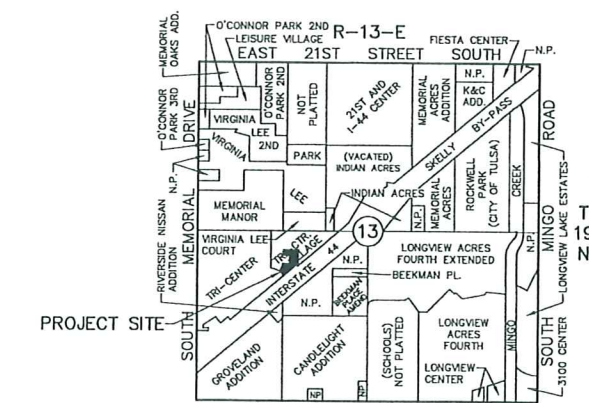 R-13-E
EAST 21ST STREET SOUTH
MEMORIAL
OAKS ADD.
O'CONNOR PARK 2ND
LEISURE VILLAGE
FIESTA CENTER
N.P.
O'CONNOR
PARK 2ND
NOT
PLATTED
21ST AND
I-44 CENTER
MEMORIAL
ACRES
ADDITION
N.P.
K&C
ADD.
O'CONNOR
PARK 3RD
N.P.
VIRGINIA
LEE
2ND
VIRGINIA
LEE
PARK
(VACATED)
INDIAN ACRES
INDIAN ACRES
SKELLY BY-PASS
MEMORIAL
ACRES
N.P.
ROCKWELL
PARK
(CITY OF TULSA)
CREEK
N.P.
MEMORIAL
MANOR
13
RIVERSIDE NISSAN
ADDITION
VIRGINIA LEE
COURT
TRI-CENTER
INTERSTATE 44
N.P.
LONGVIEW ACRES
FOURTH EXTENDED
BEEKMAN PL.
N.P.
BEEKMAN
PLACE
AMEND
PROJECT SITE
GROVELAND
ADDITION
CANDLELIGHT
ADDITION
NP
NP
(SCHOOLS)
NOT PLATTED
LONGVIEW
ACRES
FOURTH
LONGVIEW
CENTER
MINGO
SOUTH MEMORIAL DRIVE
SOUTH MINGO ROAD
LONGVIEW LAKE ESTATES
3100 CENTER
T
19
N